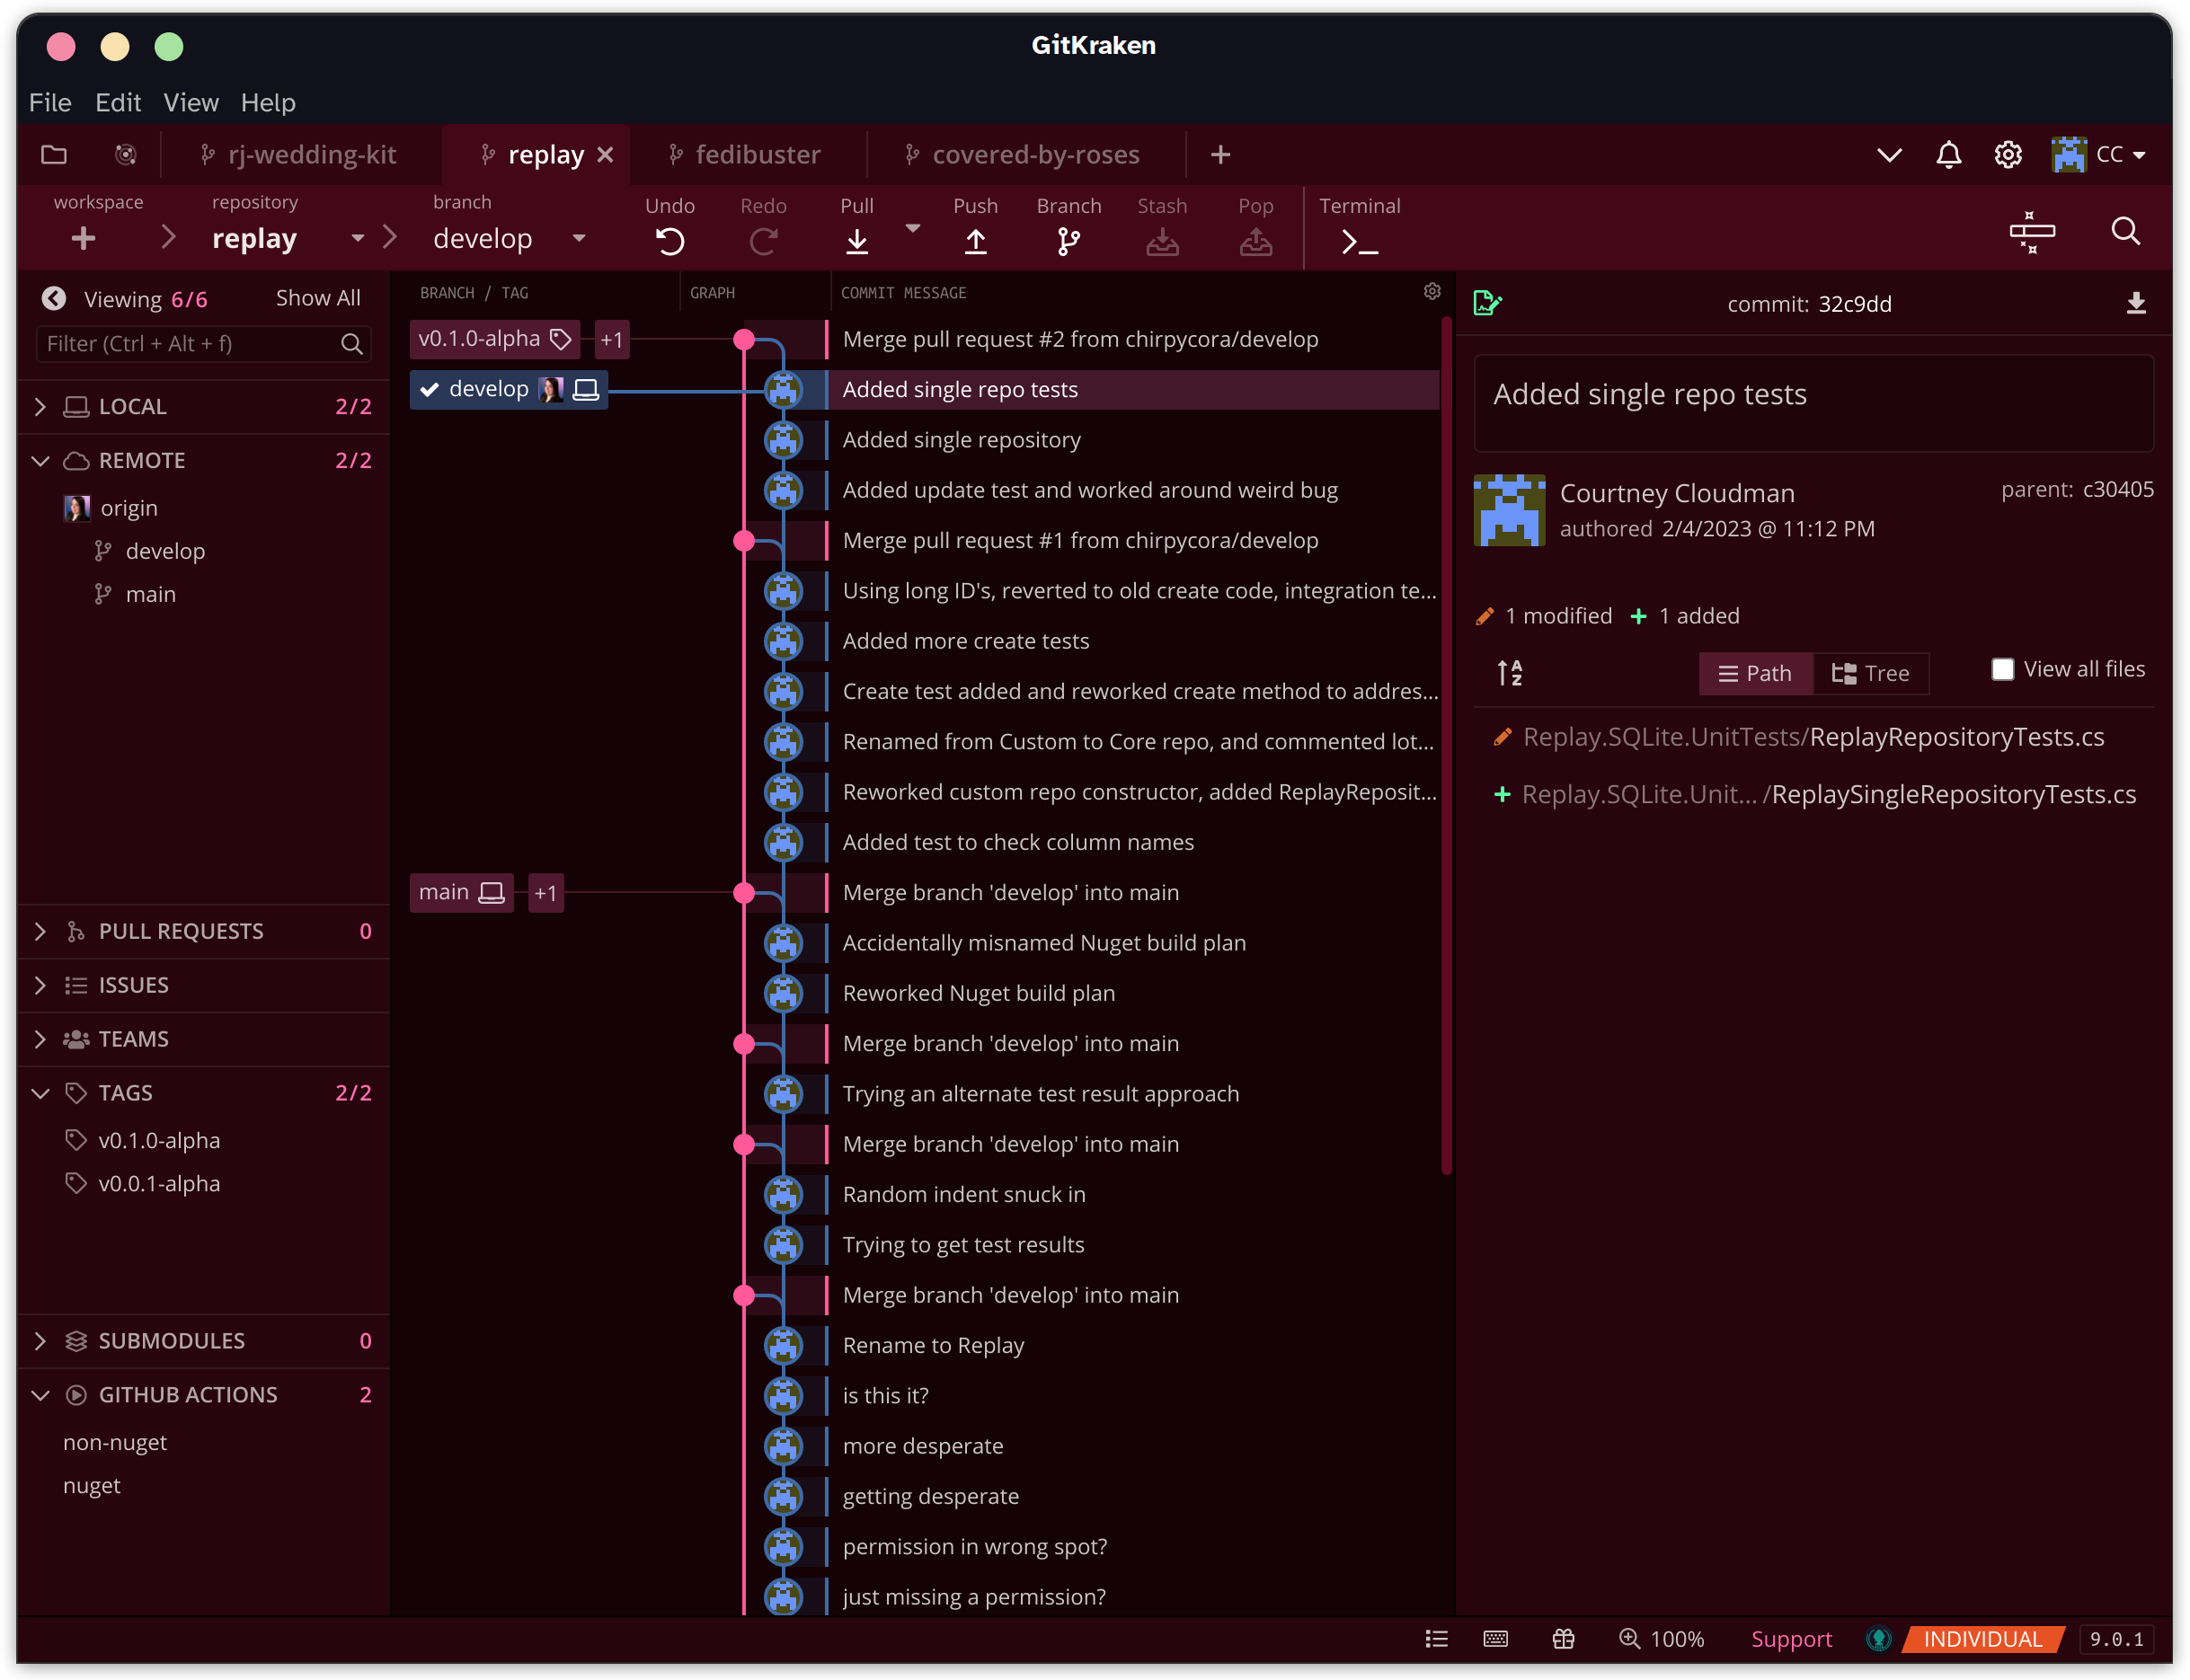 GitKraken
File Edit View Help
rj-wedding-kit replay fedibuster covered-by-roses CC
workspace repository branch Undo Redo Pull Push Branch Stash Pop Terminal
replay develop
Viewing 6/6 Show All
Filter (Ctrl + Alt + f)
LOCAL 2/2
REMOTE 2/2
origin
develop
main
PULL REQUESTS 0
ISSUES
TEAMS
TAGS 2/2
v0.1.0-alpha
v0.0.1-alpha
SUBMODULES 0
GITHUB ACTIONS 2
non-nuget
nuget
BRANCH / TAG GRAPH COMMIT MESSAGE
v0.1.0-alpha +1 Merge pull request #2 from chirpycora/develop
develop Added single repo tests
Added single repository
Added update test and worked around weird bug
Merge pull request #1 from chirpycora/develop
Using long ID's, reverted to old create code, integration te...
Added more create tests
Create test added and reworked create method to addres...
Renamed from Custom to Core repo, and commented lot...
Reworked custom repo constructor, added ReplayReposit...
Added test to check column names
main +1 Merge branch 'develop' into main
Accidentally misnamed Nuget build plan
Reworked Nuget build plan
Merge branch 'develop' into main
Trying an alternate test result approach
Merge branch 'develop' into main
Random indent snuck in
Trying to get test results
Merge branch 'develop' into main
Rename to Replay
is this it?
more desperate
getting desperate
permission in wrong spot?
just missing a permission?
commit: 32c9dd
Added single repo tests
Courtney Cloudman parent: c30405
authored 2/4/2023 @ 11:12 PM
1 modified + 1 added
A Z Path Tree View all files
Replay.SQLite.UnitTests/ReplayRepositoryTests.cs
+ Replay.SQLite.Unit... /ReplaySingleRepositoryTests.cs
100% Support INDIVIDUAL 9.0.1